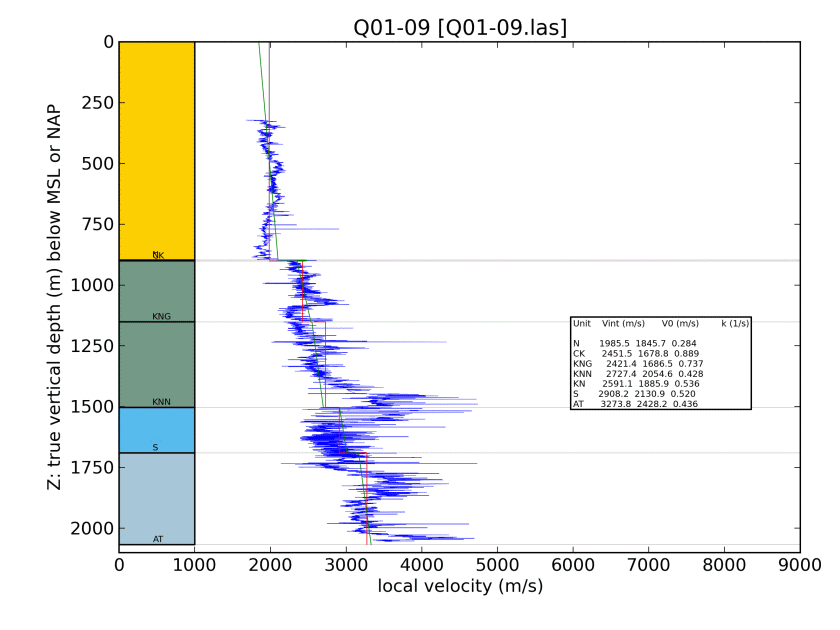 Q01-09 [Q01-09.las]
Z: true vertical depth (m) below MSL or NAP
0
250
500
750
1000
1250
1500
1750
2000
N
CK
KNG
KNN
S
AT
Unit Vint (m/s) V0 (m/s) k (1/s)
N 1985.5 1845.7 0.284
CK 2451.5 1678.8 0.889
KNG 2421.4 1686.5 0.737
KNN 2727.4 2054.6 0.428
KN 2591.1 1885.9 0.536
S 2908.2 2130.9 0.520
AT 3273.8 2428.2 0.436
0 1000 2000 3000 4000 5000 6000 7000 8000 9000
local velocity (m/s)